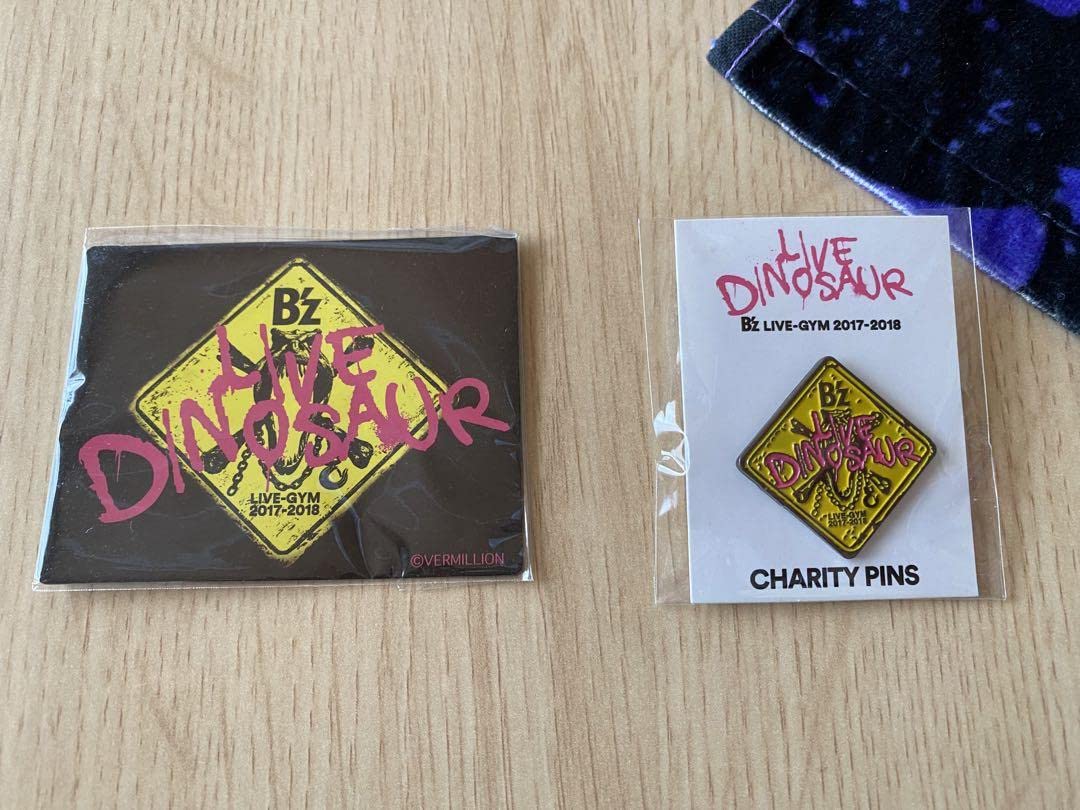 B'z
LIVE
DINOSAUR
LIVE-GYM
2017-2018
©VERMILLION
LIVE
DINOSAUR
B'z LIVE-GYM 2017-2018
B'z
LIVE
DINOSAUR
LIVE-GYM
2017-2018
CHARITY PINS